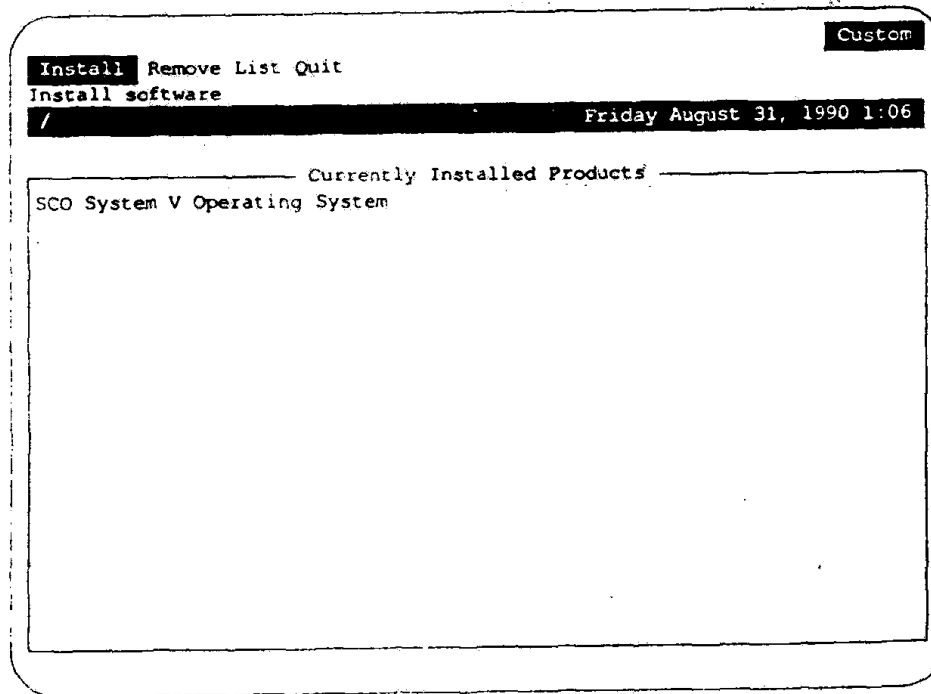 Custom
Install Remove List Quit
Install software
/ Friday August 31, 1990 1:06
Currently Installed Products
SCO System V Operating System